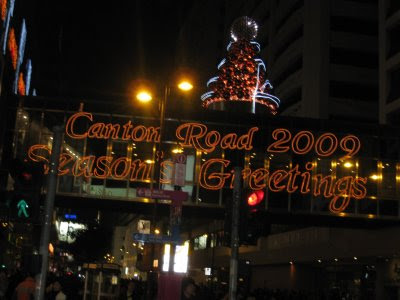 Canton Road 2009
Season's Greetings